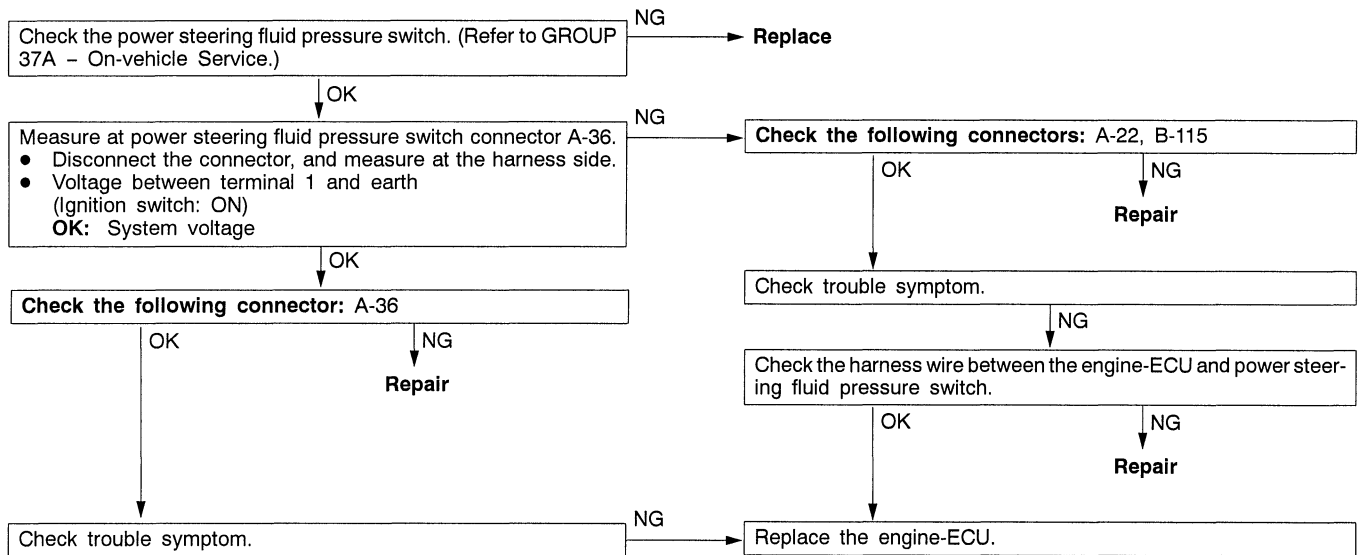 Check the power steering fluid pressure switch. (Refer to GROUP
37A – On-vehicle Service.)
NG
Replace
OK
Measure at power steering fluid pressure switch connector A-36.
● Disconnect the connector, and measure at the harness side.
● Voltage between terminal 1 and earth
(Ignition switch: ON)
OK: System voltage
NG
Check the following connectors: A-22, B-115
OK
NG
Repair
OK
Check the following connector: A-36
OK
NG
Repair
Check trouble symptom.
NG
Check the harness wire between the engine-ECU and power steer-
ing fluid pressure switch.
OK
NG
Repair
Check trouble symptom.
NG
Replace the engine-ECU.